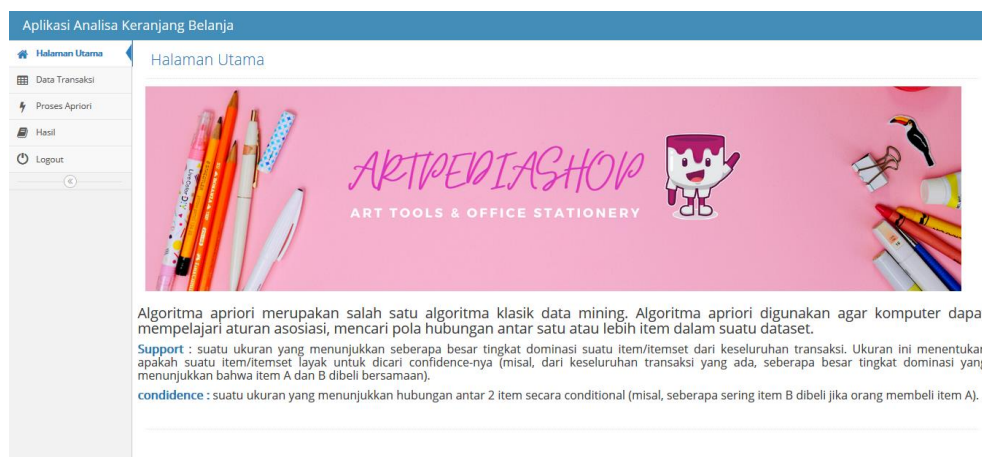 Aplikasi Analisa Keranjang Belanja
Halaman Utama
Data Transaksi
Proses Apriori
Hasil
Logout
Halaman Utama
ARTPEDIASHOP
ART TOOLS & OFFICE STATIONERY
Algoritma apriori merupakan salah satu algoritma klasik data mining. Algoritma apriori digunakan agar komputer dapa
mempelajari aturan asosiasi, mencari pola hubungan antar satu atau lebih item dalam suatu dataset.
Support : suatu ukuran yang menunjukkan seberapa besar tingkat dominasi suatu item/itemset dari keseluruhan transaksi. Ukuran ini menentukan
apakah suatu item/itemset layak untuk dicari confidence-nya (misal, dari keseluruhan transaksi yang ada, seberapa besar tingkat dominasi yang
menunjukkan bahwa item A dan B dibeli bersamaan).
condidence : suatu ukuran yang menunjukkan hubungan antar 2 item secara conditional (misal, seberapa sering item B dibeli jika orang membeli item A).